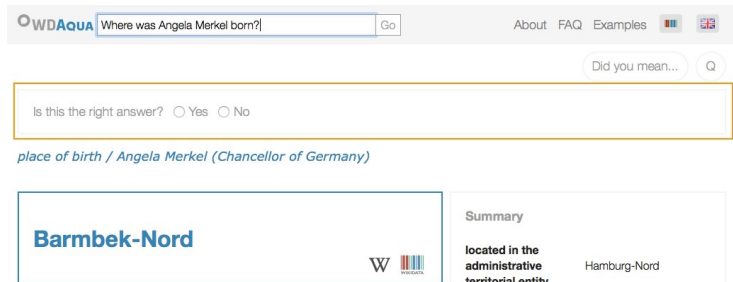 WDAQUA Where was Angela Merkel born? Go About FAQ Examples
Did you mean... Q
Is this the right answer? Yes No
place of birth / Angela Merkel (Chancellor of Germany)
Summary
Barmbek-Nord
located in the
administrative Hamburg-Nord
territorial entity
W WIKIDATA